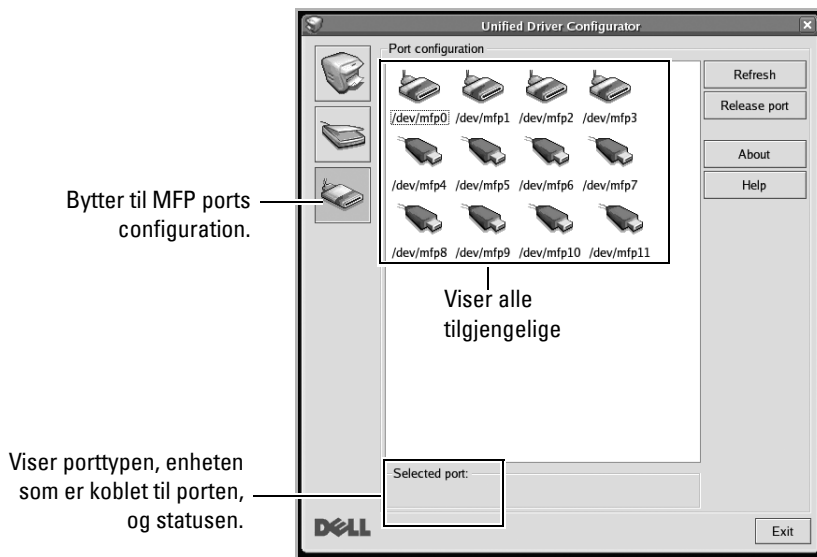 Unified Driver Configurator
Port configuration
/dev/mfp0 /dev/mfp1 /dev/mfp2 /dev/mfp3
/dev/mfp4 /dev/mfp5 /dev/mfp6 /dev/mfp7
/dev/mfp8 /dev/mfp9 /dev/mfp10 /dev/mfp11
Refresh
Release port
About
Help
Bytter til MFP ports
configuration.
Viser alle
tilgjengelige
Viser porttypen, enheten
som er koblet til porten,
og statusen.
Selected port:
DELL
Exit